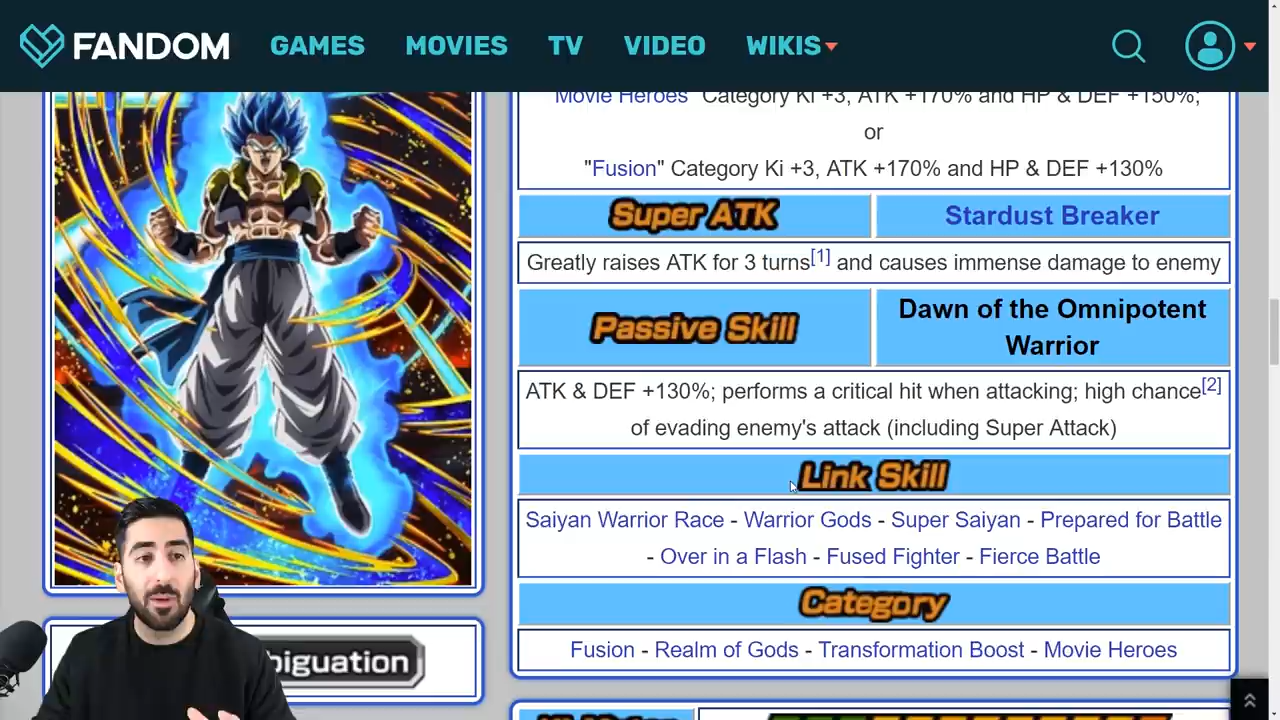 FANDOM GAMES MOVIES TV VIDEO WIKIS
Movie Heroes" Category Ki +3, ATK +170% and HP & DEF +150%;
or
"Fusion" Category Ki +3, ATK +170% and HP & DEF +130%
Super ATK Stardust Breaker
Greatly raises ATK for 3 turns[1] and causes immense damage to enemy
Passive Skill Dawn of the Omnipotent
Warrior
ATK & DEF +130%; performs a critical hit when attacking; high chance[2]
of evading enemy's attack (including Super Attack)
Link Skill
Saiyan Warrior Race - Warrior Gods - Super Saiyan - Prepared for Battle
- Over in a Flash - Fused Fighter - Fierce Battle
Category
Fusion - Realm of Gods - Transformation Boost - Movie Heroes
biguation